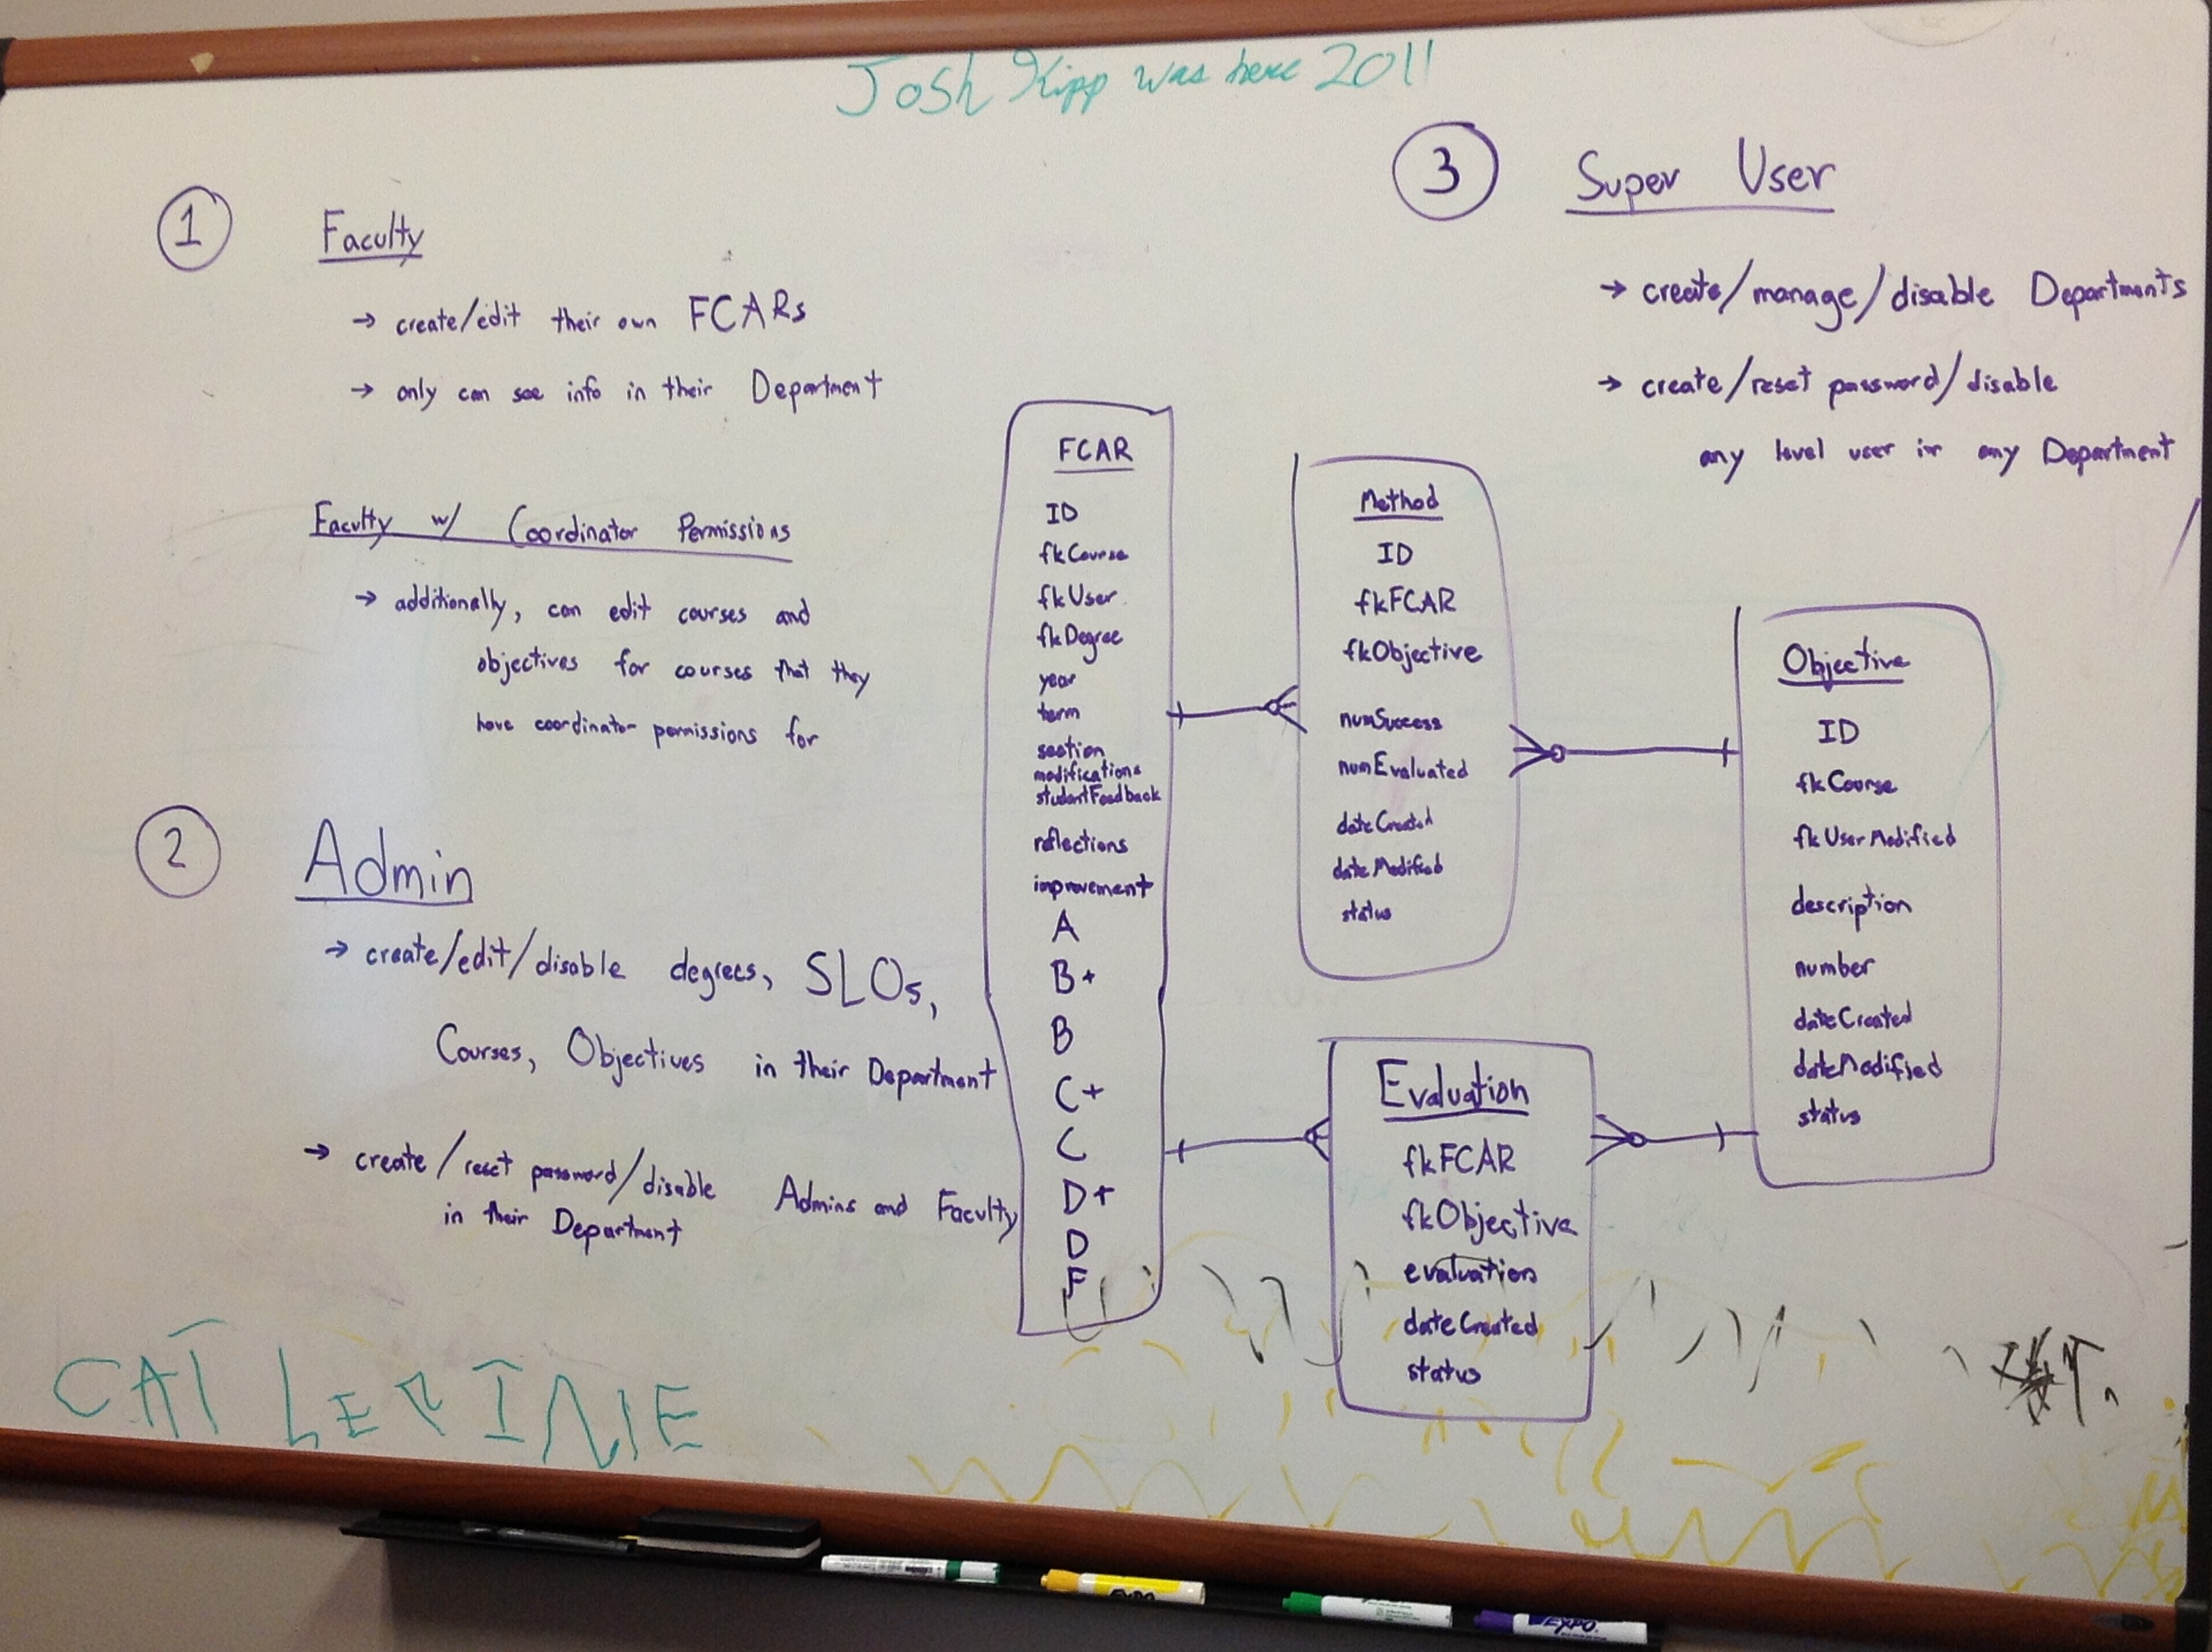 Josh Kipp was here 2011
1 Faculty
→ create/edit their own FCARs
→ only can see info in their Department
Faculty w/ Coordinator Permissions
→ additionally, can edit courses and
objectives for courses that they
have coordinator permissions for
2 Admin
→ create/edit/disable degrees, SLOs,
Courses, Objectives in their Department
→ create/reset password/disable Admins and Faculty
in their Department
3 Super User
→ create/manage/disable Departments
→ create/reset password/disable
any level user in any Department
FCAR
ID
fkCourse
fkUser
fkDegree
year
term
section
modifications
studentFeedback
reflections
improvement
A
B+
B
C+
C
D+
D
F
Method
ID
fkFCAR
fkObjective
numSuccess
numEvaluated
dateCreated
dateModified
status
Evaluation
fkFCAR
fkObjective
evaluation
dateCreated
status
Objective
ID
fkCourse
fkUserModified
description
number
dateCreated
dateModified
status
CAT LEPINE
EXPO
EXPO